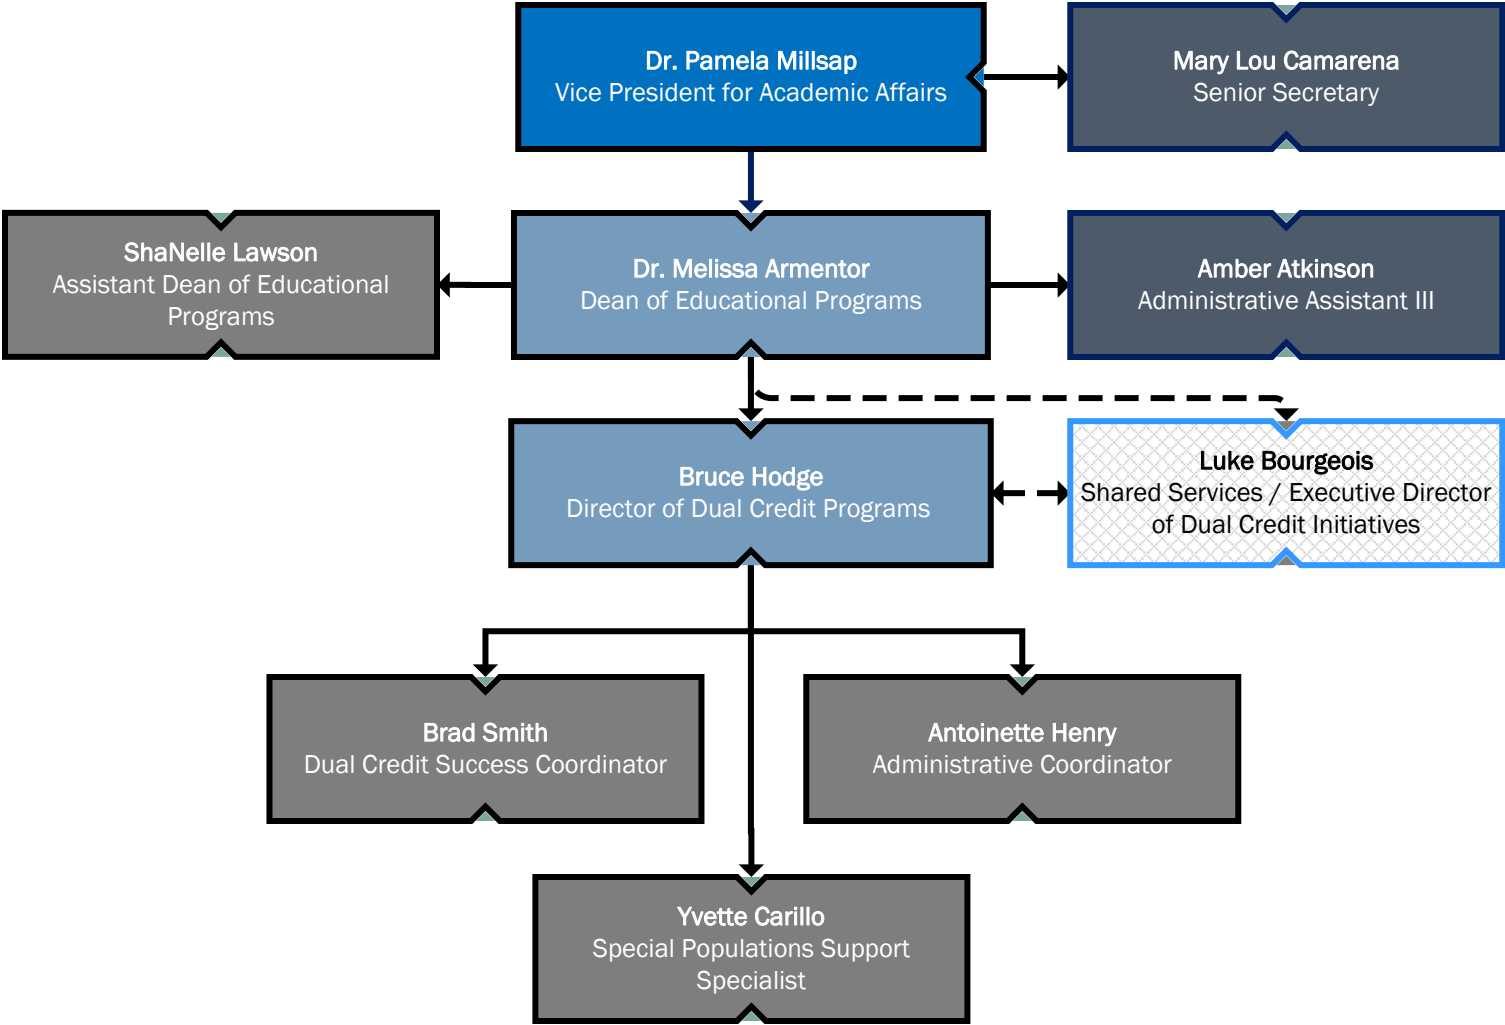 Dr. Pamela Millsap
Vice President for Academic Affairs
Mary Lou Camarena
Senior Secretary
ShaNelle Lawson
Assistant Dean of Educational
Programs
Dr. Melissa Armentor
Dean of Educational Programs
Amber Atkinson
Administrative Assistant III
Bruce Hodge
Director of Dual Credit Programs
Luke Bourgeois
Shared Services / Executive Director
of Dual Credit Initiatives
Brad Smith
Dual Credit Success Coordinator
Antoinette Henry
Administrative Coordinator
Yvette Carillo
Special Populations Support
Specialist